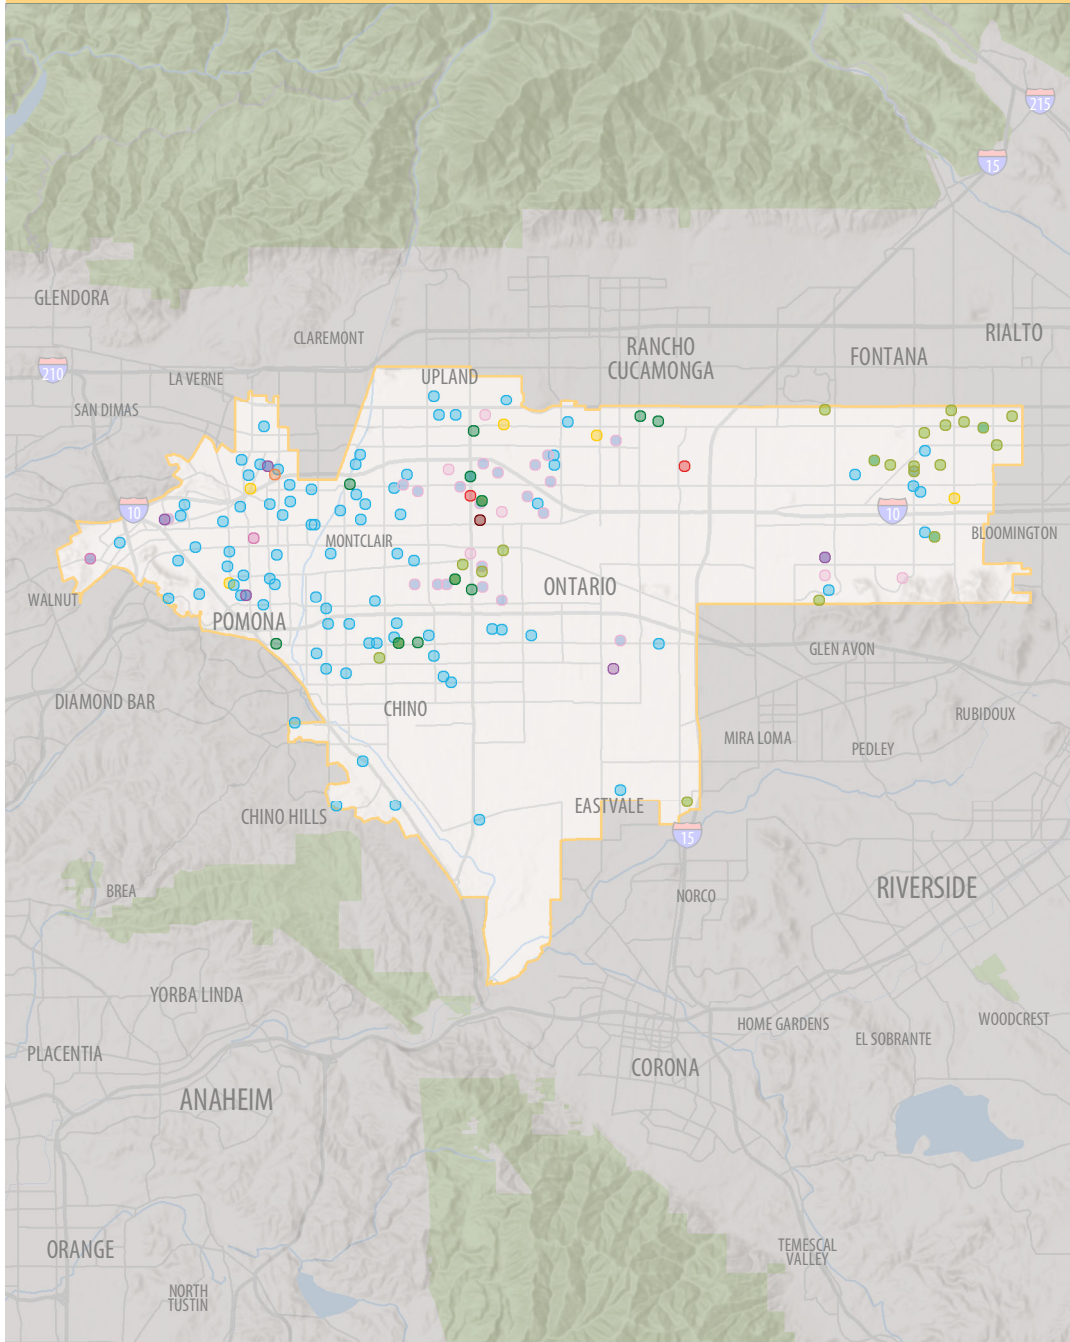 215
15
GLENDORA
RIALTO
CLAREMONT
RANCHO
CUCAMONGA
FONTANA
210
LA VERNE
UPLAND
SAN DIMAS
10
10
MONTCLAIR
BLOOMINGTON
ONTARIO
WALNUT
POMONA
GLEN AVON
DIAMOND BAR
CHINO
RUBIDOUX
MIRA LOMA
PEDLEY
EASTVALE
CHINO HILLS
15
BREA
NORCO
RIVERSIDE
YORBA LINDA
HOME GARDENS
WOODCREST
EL SOBRANTE
PLACENTIA
CORONA
ANAHEIM
ORANGE
TEMESCAL
VALLEY
NORTH
TUSTIN